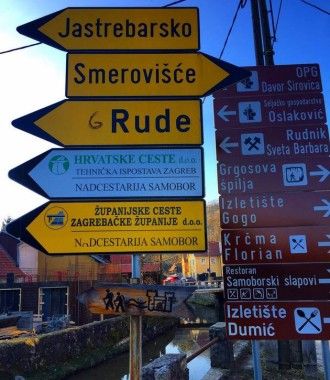 Jastrebarsko
Smerovišće
6 Rude
HRVATSKE CESTE d.o.o.
TEHNIČKA ISPOSTAVA ZAGREB
NADCESTARIJA SAMOBOR
ŽUPANIJSKE CESTE
ZAGREBAČKE ŽUPANIJE d.o.o.
NADCESTARIJA SAMOBOR
OPG
Davor Sirovica
Seljačko gospodarstvo
Oslaković
Rudnik
Sveta Barbara
Grgosova
spilja
Izletište
Gogo
Krčma
Florian
Restoran
Samoborski slapovi
Izletište
Dumić